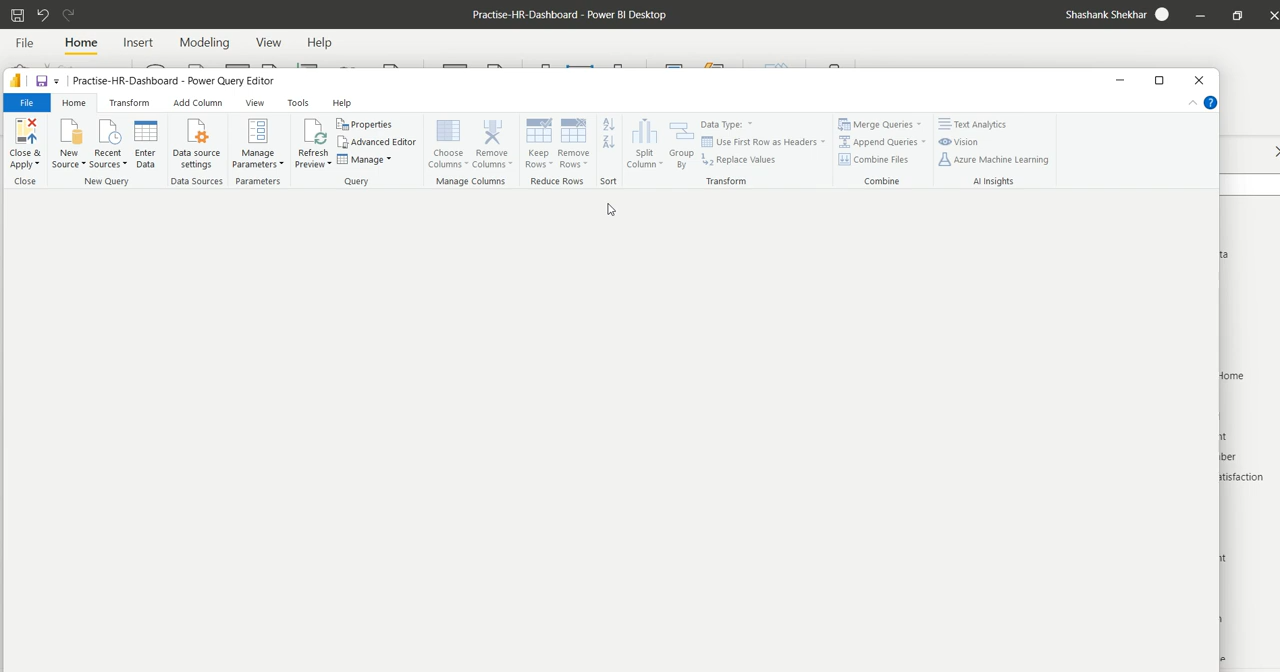 Practise-HR-Dashboard - Power BI Desktop
Shashank Shekhar
File Home Insert Modeling View Help
Practise-HR-Dashboard - Power Query Editor
File Home Transform Add Column View Tools Help
?
Close & Apply
Close
New Source
Recent Sources
Enter Data
New Query
Data source settings
Data Sources
Manage Parameters
Parameters
Refresh Preview
Properties
Advanced Editor
Manage
Query
Choose Columns
Remove Columns
Manage Columns
Keep Rows
Remove Rows
Reduce Rows
Sort
Split Column
Group By
Data Type:
Use First Row as Headers
Replace Values
Transform
Merge Queries
Append Queries
Combine Files
Combine
Text Analytics
Vision
Azure Machine Learning
AI Insights
ta
Home
nt
ber
atisfaction
nt